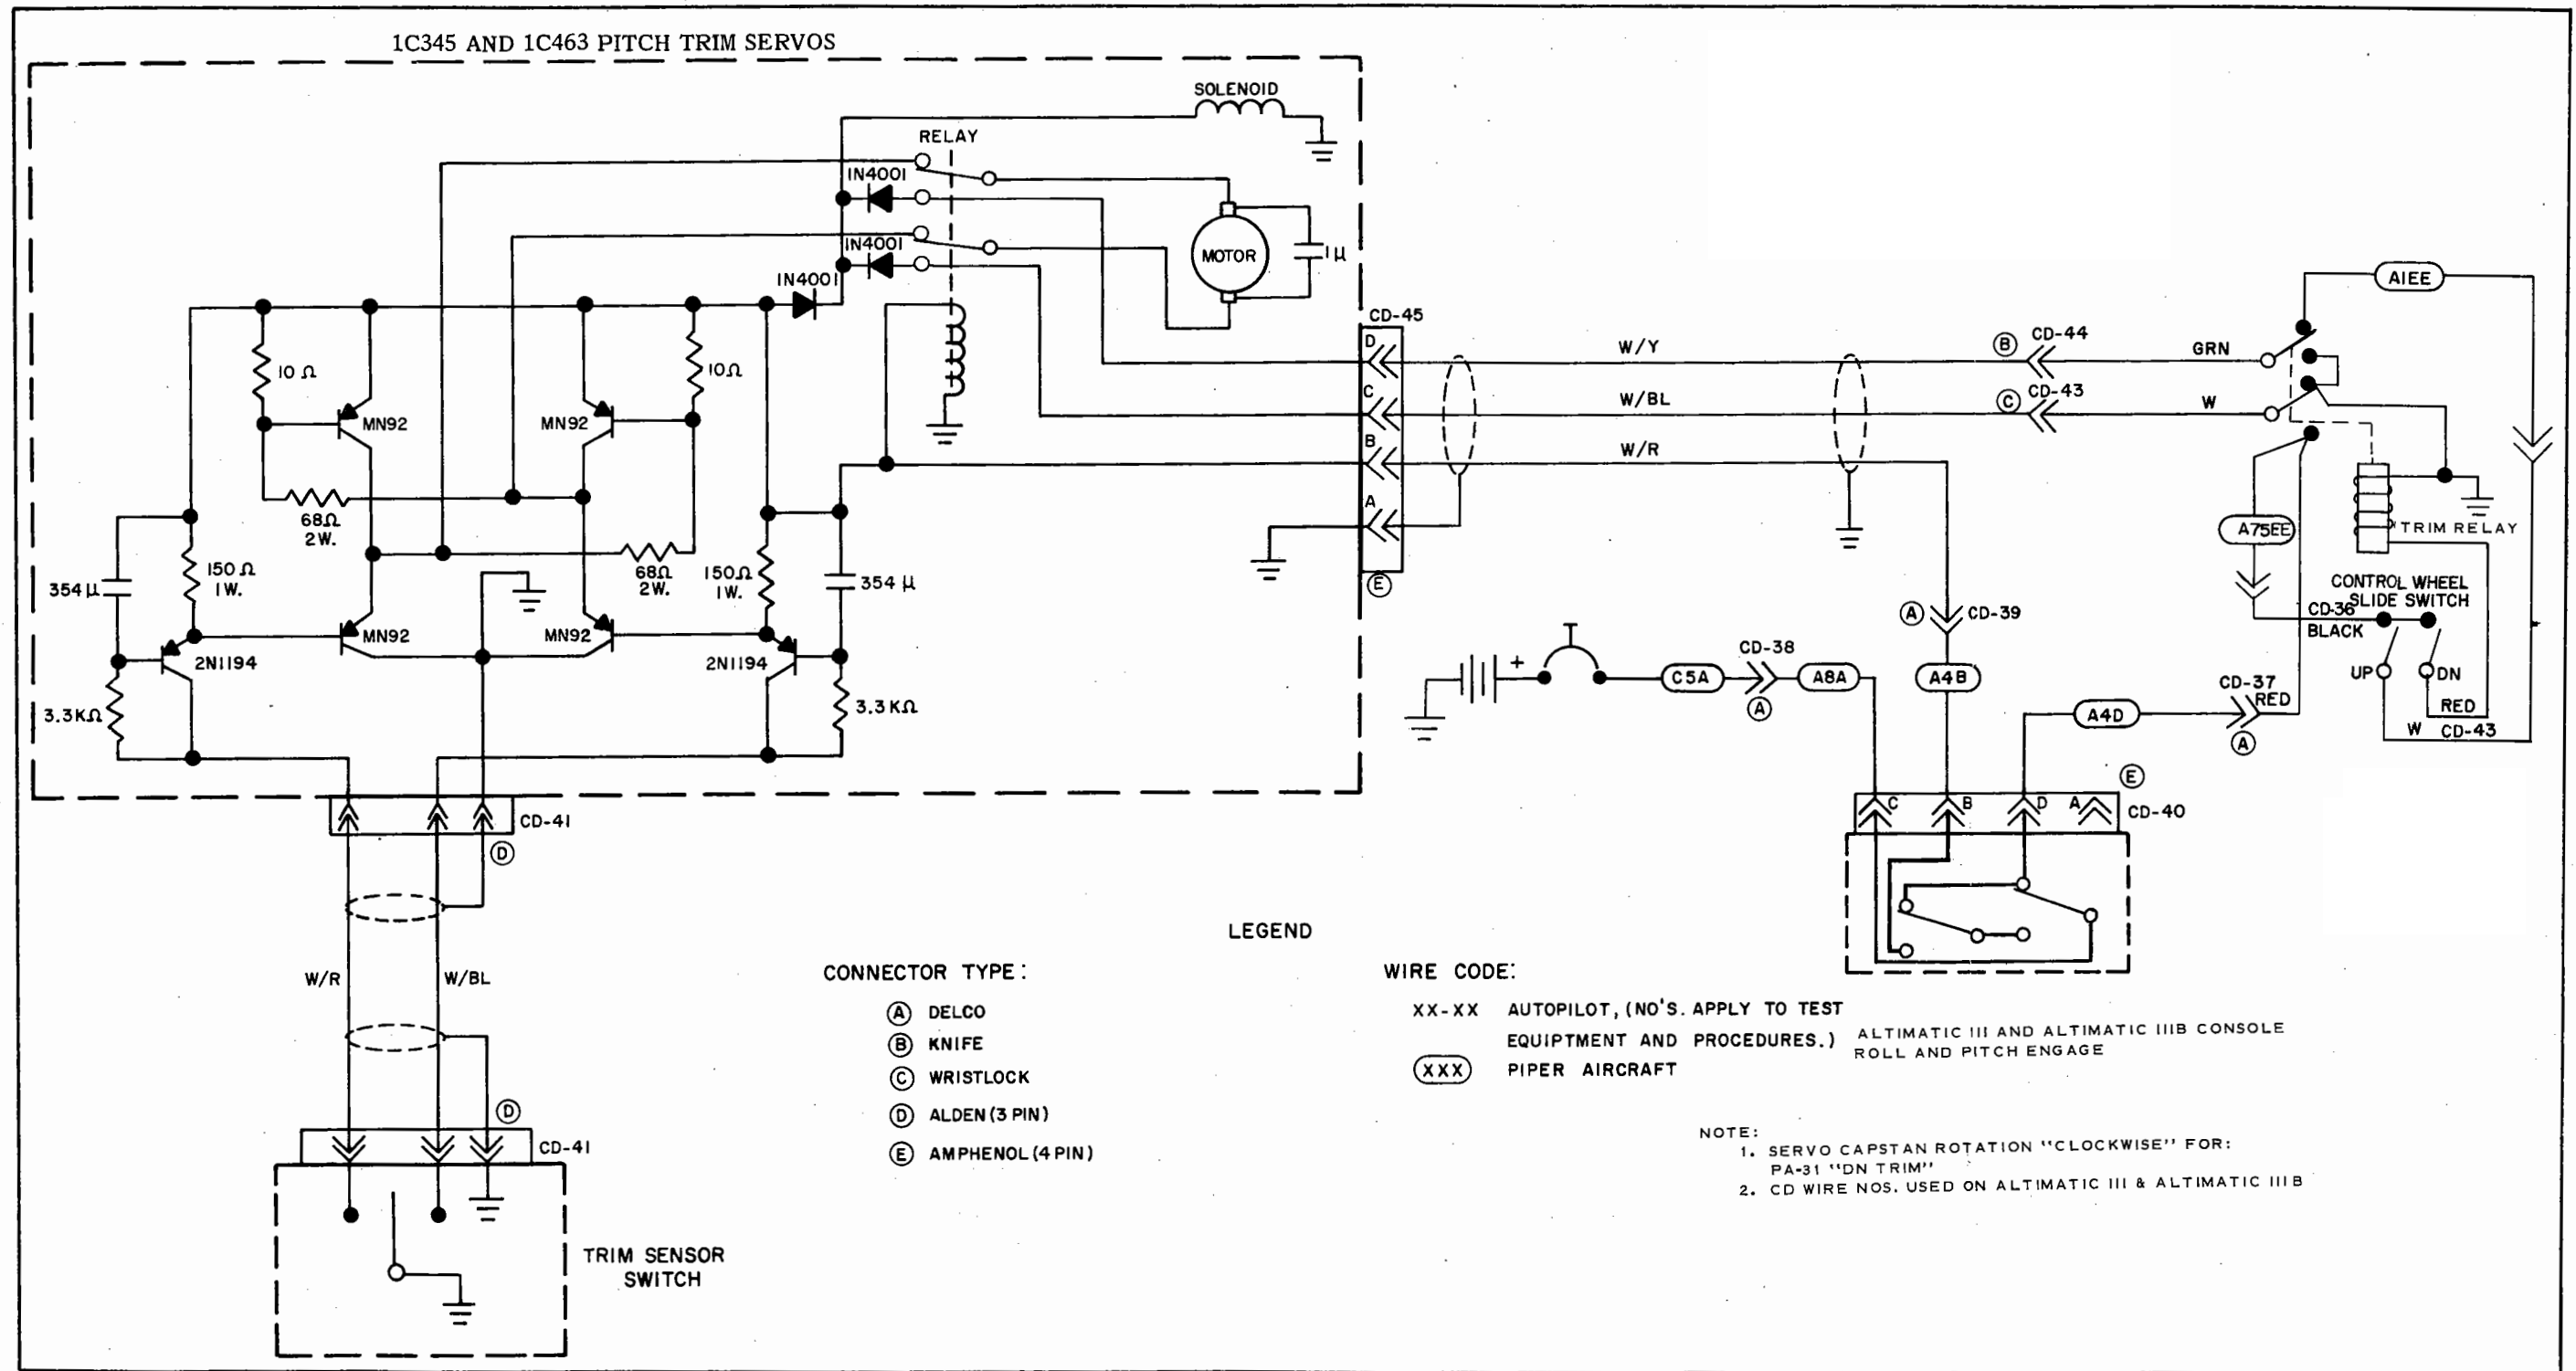 1C345 AND 1C463 PITCH TRIM SERVOS
SOLENOID
RELAY
1N4001
1N4001
1N4001
MOTOR
1µ
10Ω
MN92
MN92
10Ω
68Ω
2W.
68Ω
2W.
354µ
150Ω
1W.
150Ω
1W.
354µ
MN92
MN92
2N1194
2N1194
3.3KΩ
3.3KΩ
CD-45
D
C
B
A
E
W/Y
W/BL
W/R
B
CD-44
GRN
C
CD-43
W
A1EE
A75EE
TRIM RELAY
CONTROL WHEEL
SLIDE SWITCH
CD-36
BLACK
UP
DN
RED
W CD-43
CD-37
RED
A
A4D
A
CD-39
A4B
+
C5A
CD-38
A
A8A
E
C
B
D
A
CD-40
CD-41
D
W/R
W/BL
D
CD-41
TRIM SENSOR
SWITCH
LEGEND
CONNECTOR TYPE:
A DELCO
B KNIFE
C WRISTLOCK
D ALDEN (3 PIN)
E AMPHENOL (4 PIN)
WIRE CODE:
XX-XX AUTOPILOT, (NO'S. APPLY TO TEST
EQUIPTMENT AND PROCEDURES.)
XXX PIPER AIRCRAFT
ALTIMATIC III AND ALTIMATIC IIIB CONSOLE
ROLL AND PITCH ENGAGE
NOTE:
1. SERVO CAPSTAN ROTATION "CLOCKWISE" FOR:
PA-31 "DN TRIM"
2. CD WIRE NOS. USED ON ALTIMATIC III & ALTIMATIC IIIB